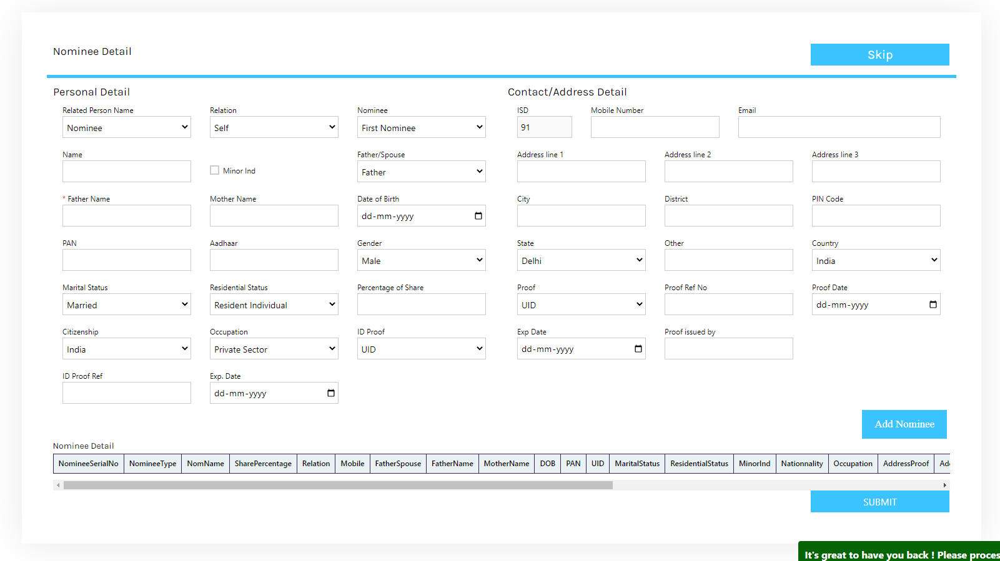 Nominee Detail
Skip
Personal Detail
Contact/Address Detail
Related Person Name Relation Nominee ISD Mobile Number Email
Nominee Self First Nominee 91
Name Father/Spouse Address line 1 Address line 2 Address line 3
Minor Ind Father
* Father Name Mother Name Date of Birth City District PIN Code
dd-mm-yyyy
PAN Aadhaar Gender State Other Country
Male Delhi India
Marital Status Residential Status Percentage of Share Proof Proof Ref No Proof Date
Married Resident Individual UID dd-mm-yyyy
Citizenship Occupation ID Proof Exp Date Proof issued by
India Private Sector UID dd-mm-yyyy
ID Proof Ref Exp. Date
dd-mm-yyyy
Add Nominee
Nominee Detail
NomineeSerialNo NomineeType NomName SharePercentage Relation Mobile FatherSpouse FatherName MotherName DOB PAN UID MaritalStatus ResidentialStatus MinorInd Nationnality Occupation AddressProof
SUBMIT
It's great to have you back ! Please proces